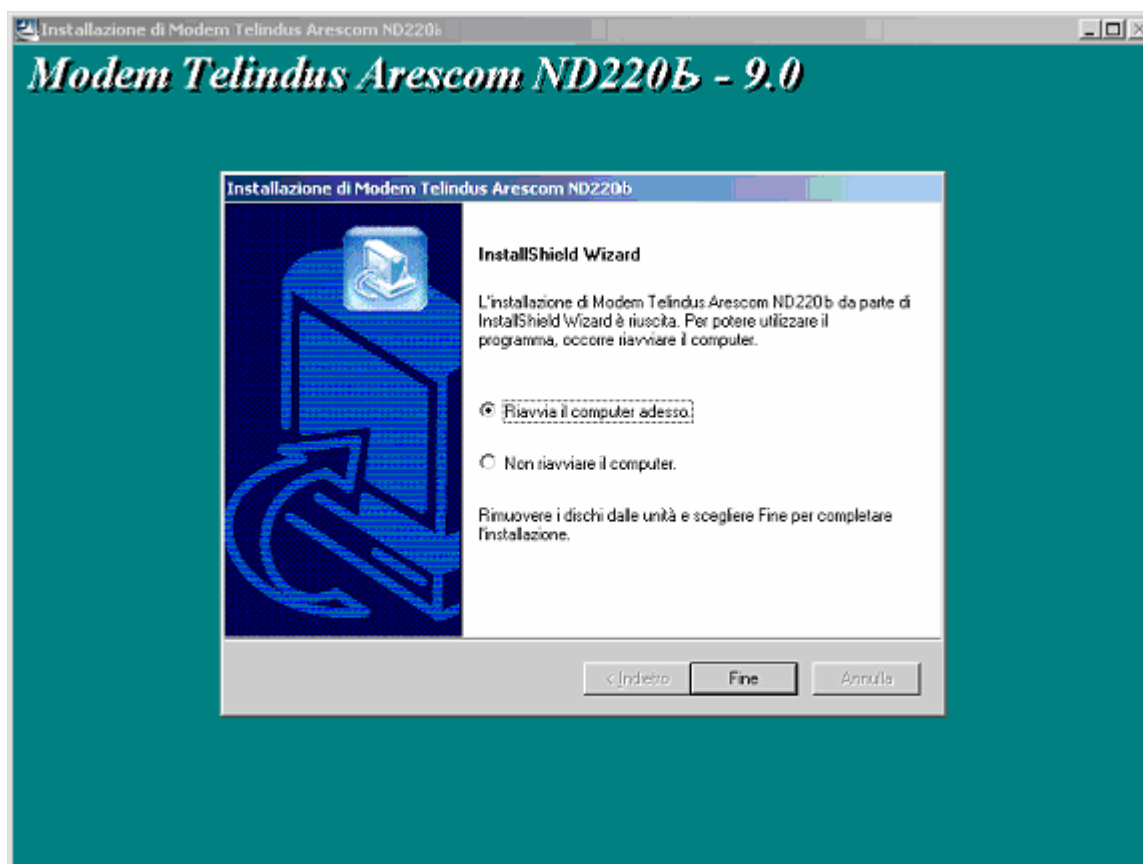 Installazione di Modem Telindus Arescom ND220b
Modem Telindus Arescom ND220b - 9.0
Installazione di Modem Telindus Arescom ND220b
InstallShield Wizard
L'installazione di Modem Telindus Arescom ND220b da parte di
InstallShield Wizard è riuscita. Per potere utilizzare il
programma, occorre riavviare il computer.
Riavvia il computer adesso.
Non riavviare il computer.
Rimuovere i dischi dalle unità e scegliere Fine per completare
l'installazione.
< Indietro
Fine
Annulla